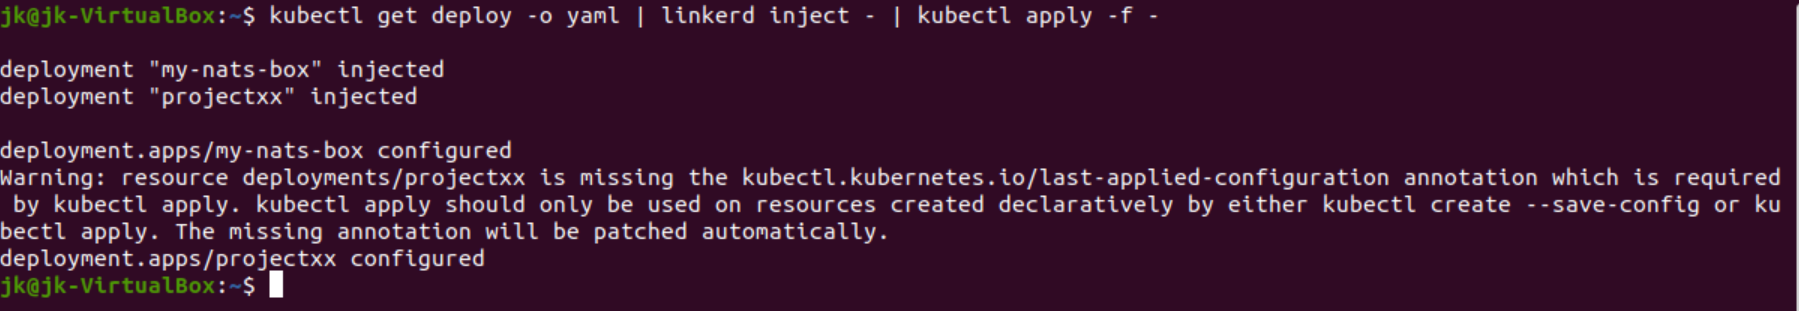 jk@jk-VirtualBox:~$ kubectl get deploy -o yaml | linkerd inject - | kubectl apply -f -
deployment "my-nats-box" injected
deployment "projectxx" injected
deployment.apps/my-nats-box configured
Warning: resource deployments/projectxx is missing the kubectl.kubernetes.io/last-applied-configuration annotation which is required
 by kubectl apply. kubectl apply should only be used on resources created declaratively by either kubectl create --save-config or ku
bectl apply. The missing annotation will be patched automatically.
deployment.apps/projectxx configured
jk@jk-VirtualBox:~$